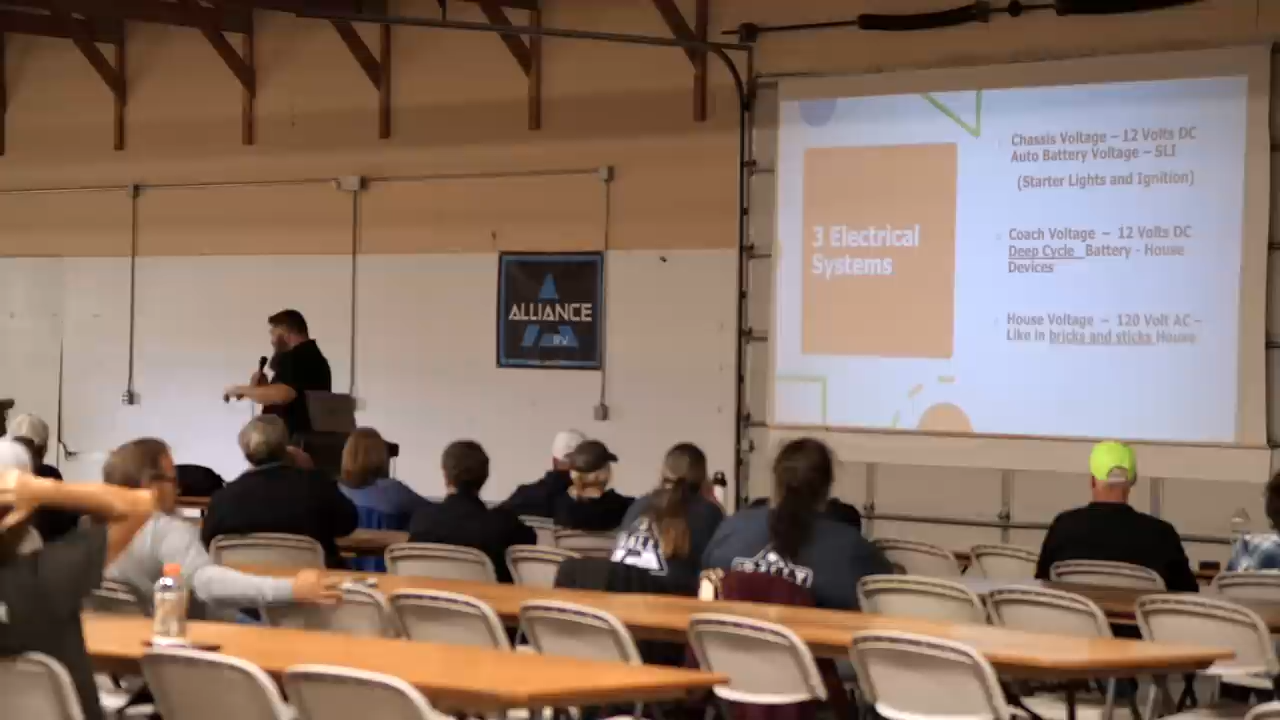 Chassis Voltage – 12 Volts DC
Auto Battery Voltage – SLI
(Starter Lights and Ignition)
3 Electrical
Systems
Coach Voltage – 12 Volts DC
Deep Cycle Battery - House
Devices
House Voltage – 120 Volt AC –
Like in bricks and sticks House
ALLIANCE
RV